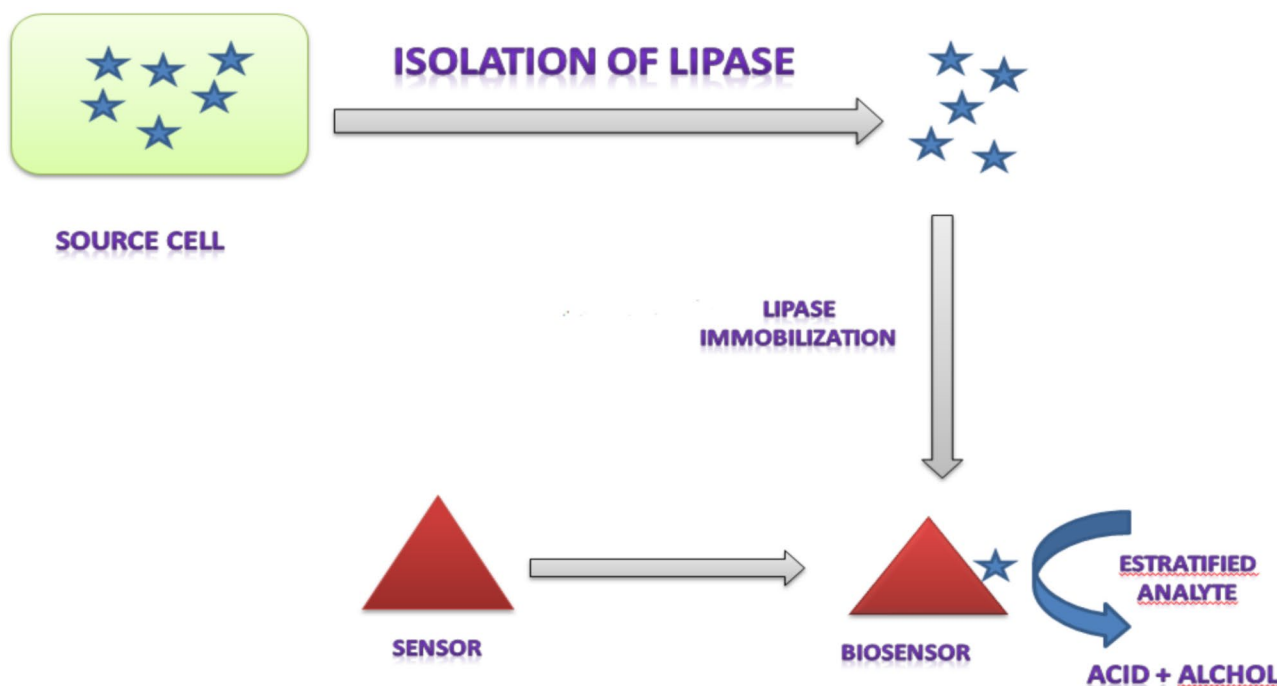 ISOLATION OF LIPASE
SOURCE CELL
LIPASE
IMMOBILIZATION
SENSOR
BIOSENSOR
ESTRATIFIED
ANALYTE
ACID + ALCHOL